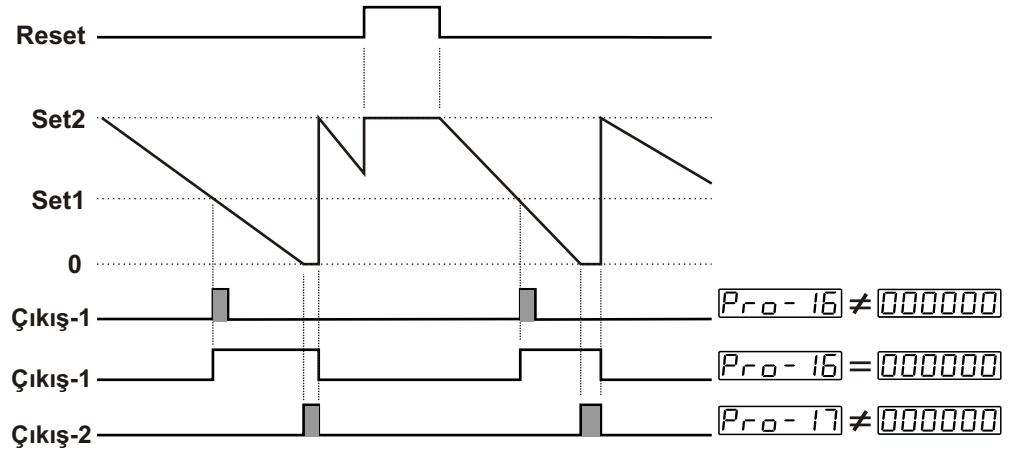 Reset
Set2
Set1
0
Çıkış-1 Pro-16 ≠ 000000
Çıkış-1 Pro-16 = 000000
Çıkış-2 Pro-17 ≠ 000000